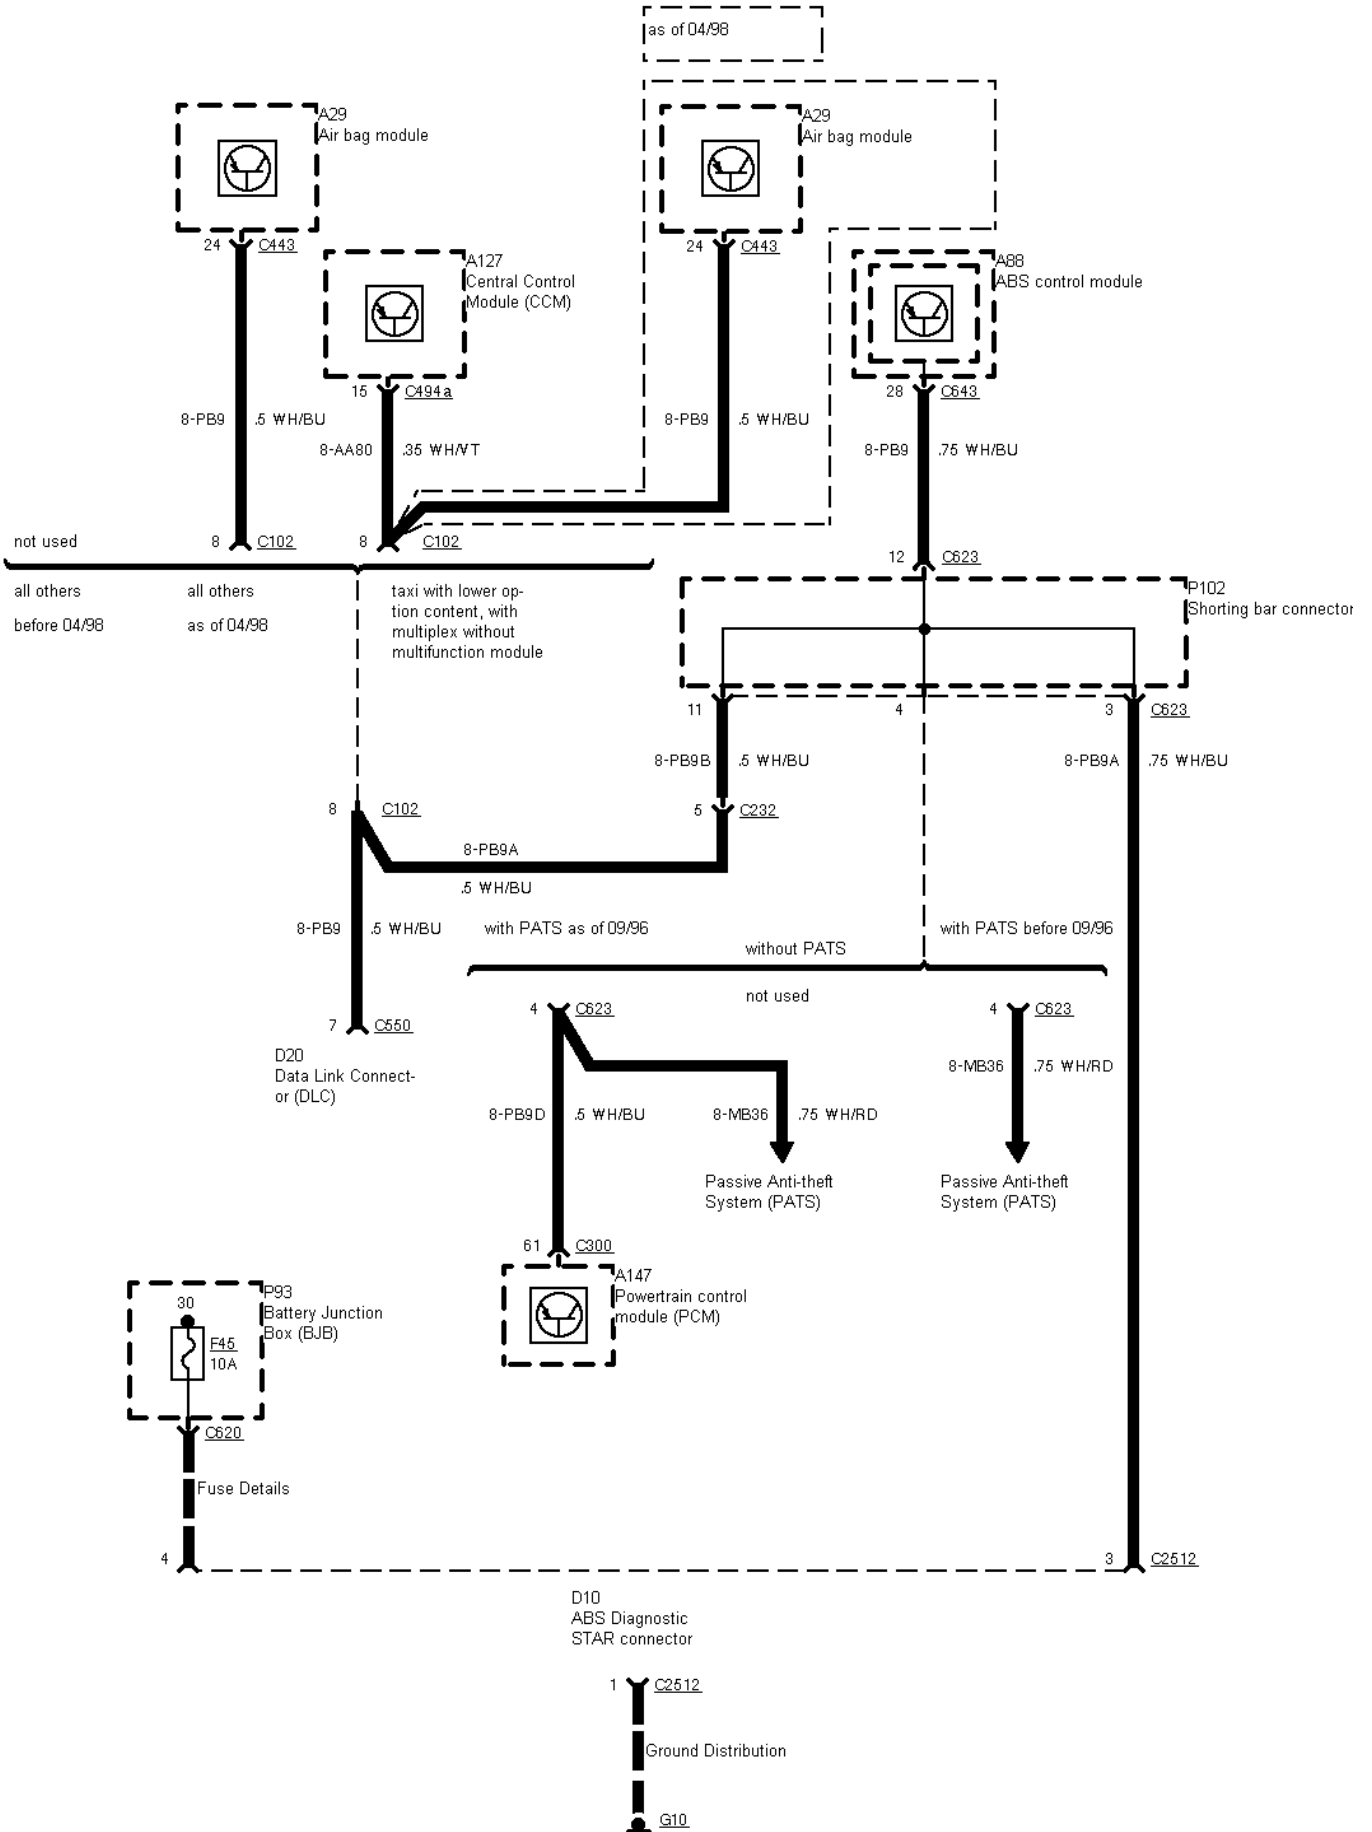 as of 04/98
A29
Air bag module
A29
Air bag module
24
C443
24
C443
A127
Central Control
Module (CCM)
A88
ABS control module
15
C494a
28
C643
8-PB9
.5 WH/BU
8-AA80
.35 WH/VT
8-PB9
.5 WH/BU
8-PB9
.75 WH/BU
not used
8
C102
8
C102
12
C623
all others
before 04/98
all others
as of 04/98
taxi with lower op-
tion content, with
multiplex without
multifunction module
P102
Shorting bar connector
11
4
3
C623
8-PB9B
.5 WH/BU
8-PB9A
.75 WH/BU
8
C102
5
C232
8-PB9A
.5 WH/BU
8-PB9
.5 WH/BU
with PATS as of 09/96
without PATS
with PATS before 09/96
not used
7
C550
D20
Data Link Connect-
or (DLC)
4
C623
4
C623
8-MB36
.75 WH/RD
8-PB9D
.5 WH/BU
8-MB36
.75 WH/RD
Passive Anti-theft
System (PATS)
Passive Anti-theft
System (PATS)
61
C300
A147
Powertrain control
module (PCM)
P93
Battery Junction
Box (BJB)
30
F45
10A
C620
Fuse Details
4
3
C2512
D10
ABS Diagnostic
STAR connector
1
C2512
Ground Distribution
G10